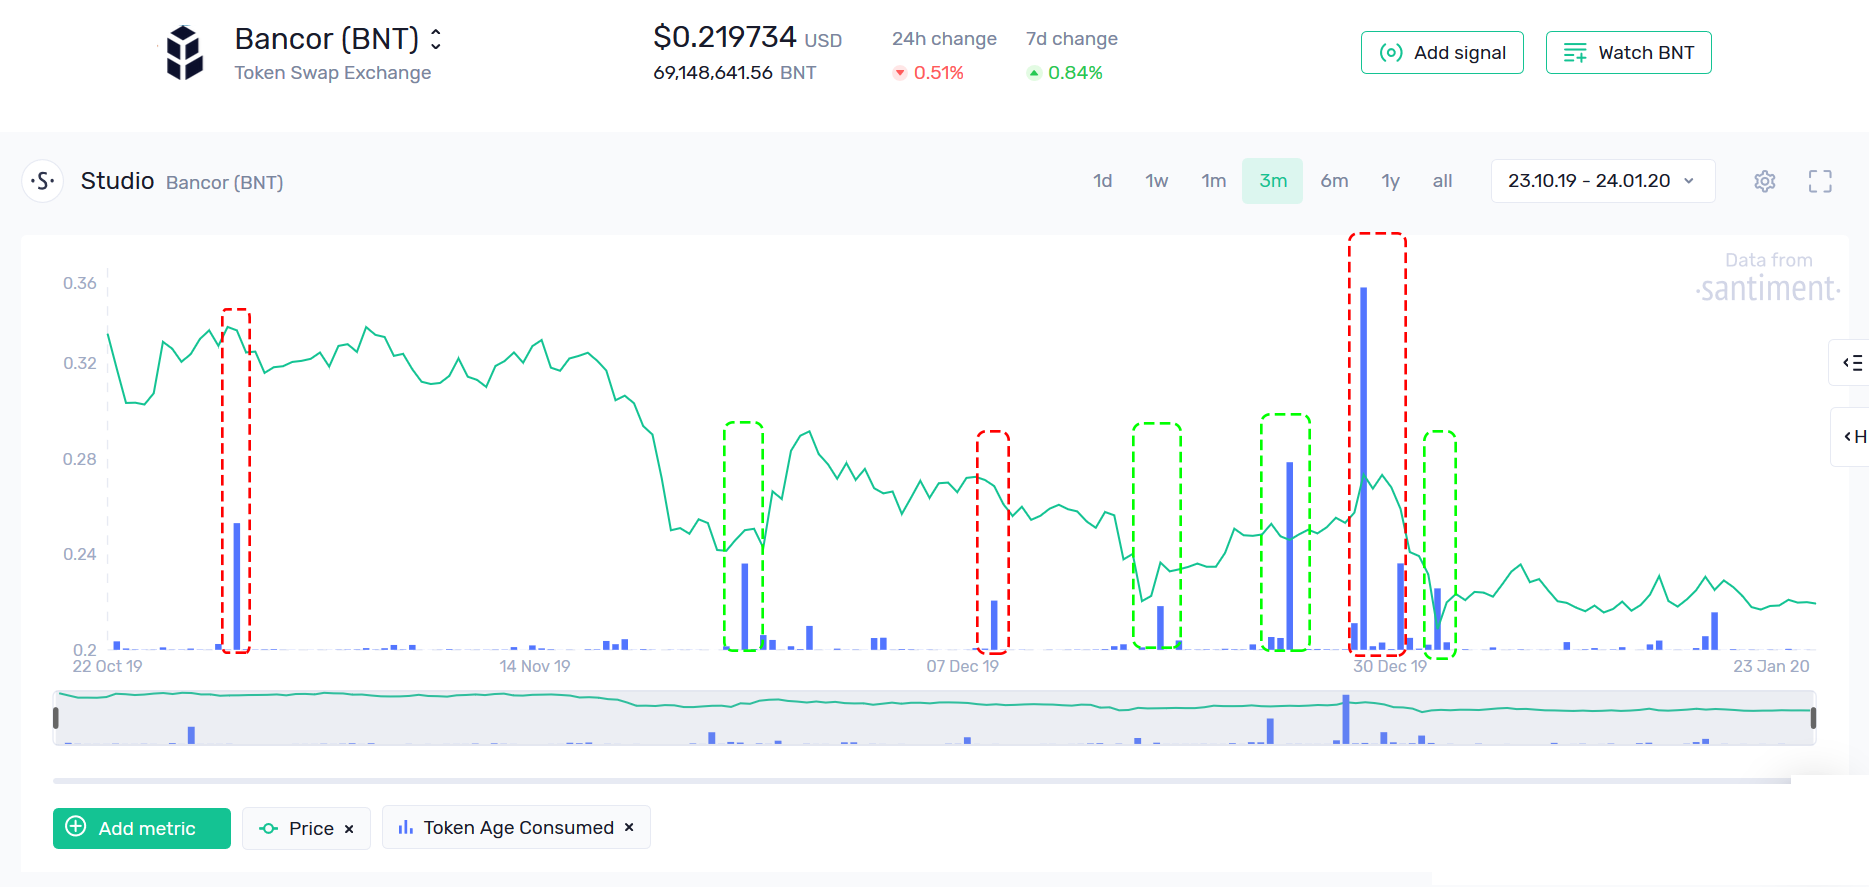 Bancor (BNT)
Token Swap Exchange
$0.219734 USD
69,148,641.56 BNT
24h change
0.51%
7d change
0.84%
Add signal
Watch BNT
·S·
Studio Bancor (BNT)
1d 1w 1m 3m 6m 1y all
23.10.19 - 24.01.20
Data from
·santiment·
0.36
0.32
0.28
0.24
0.2
H
22 Oct 19
14 Nov 19
07 Dec 19
30 Dec 19
23 Jan 20
Add metric
Price ×
Token Age Consumed ×